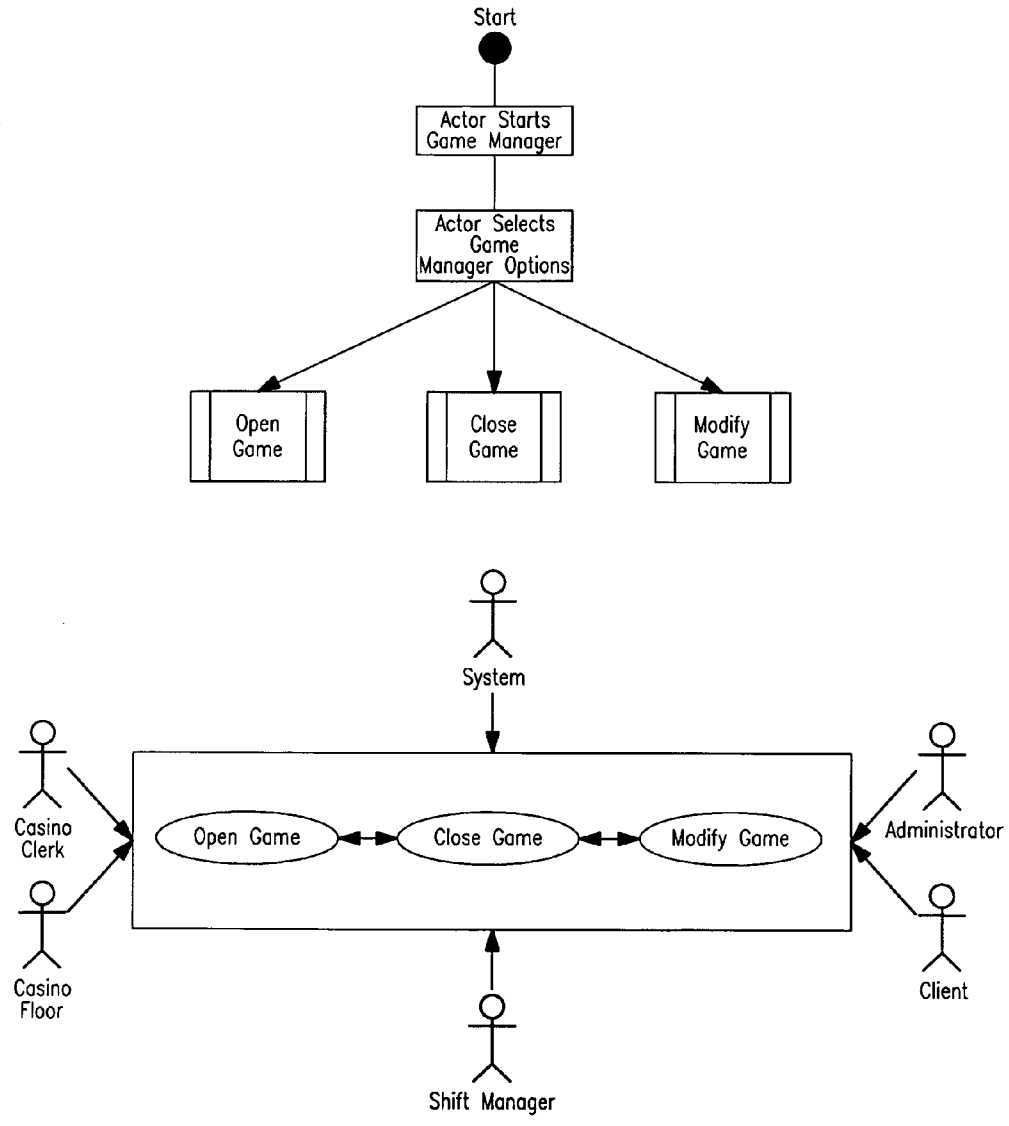 Start
Actor Starts
Game Manager
Actor Selects
Game
Manager Options
Open
Game
Close
Game
Modify
Game
System
Casino
Clerk
Administrator
Open Game
Close Game
Modify Game
Casino
Floor
Client
Shift Manager